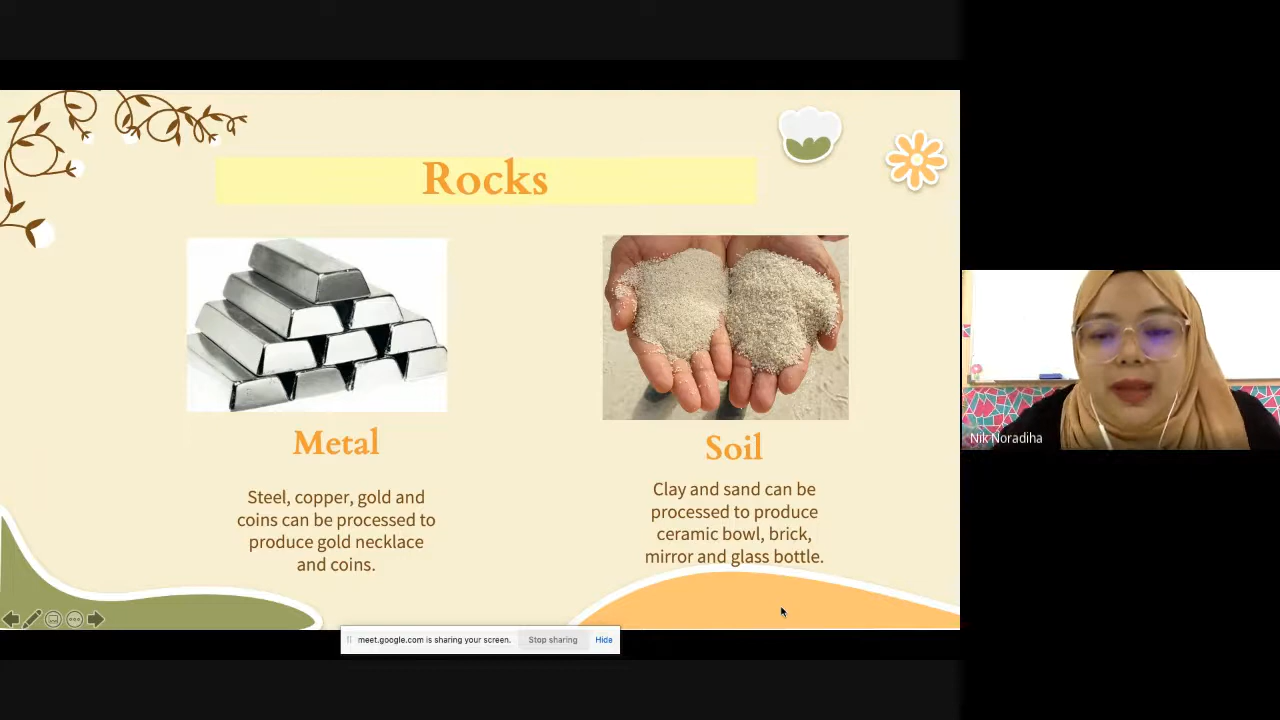 Rocks
Metal
Steel, copper, gold and
coins can be processed to
produce gold necklace
and coins.
Soil
Clay and sand can be
processed to produce
ceramic bowl, brick,
mirror and glass bottle.
Nik Noradiha
meet.google.com is sharing your screen.
Stop sharing
Hide